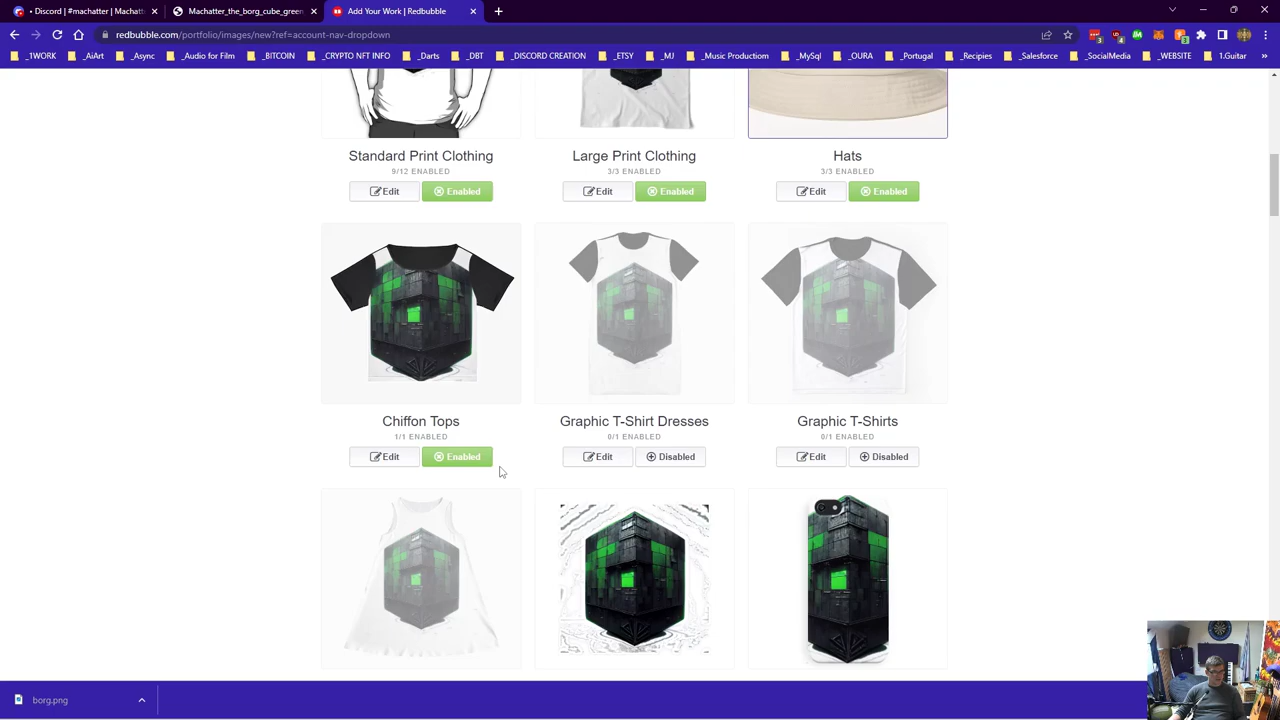 Discord | #machatter | Machatt
Machatter_the_borg_cube_green_
Add Your Work | Redbubble
redbubble.com/portfolio/images/new?ref=account-nav-dropdown
_1WORK
_AiArt
_Async
_Audio for Film
_BITCOIN
_CRYPTO NFT INFO
_Darts
_DBT
_DISCORD CREATION
_ETSY
_MJ
_Music Productiom
_MySql
_OURA
_Portugal
_Recipies
_Salesforce
_SocialMedia
_WEBSITE
1.Guitar
Standard Print Clothing
Large Print Clothing
Hats
9/12 ENABLED
3/3 ENABLED
3/3 ENABLED
Edit
Enabled
Edit
Enabled
Edit
Enabled
Chiffon Tops
Graphic T-Shirt Dresses
Graphic T-Shirts
1/1 ENABLED
0/1 ENABLED
0/1 ENABLED
Edit
Enabled
Edit
Disabled
Edit
Disabled
borg.png